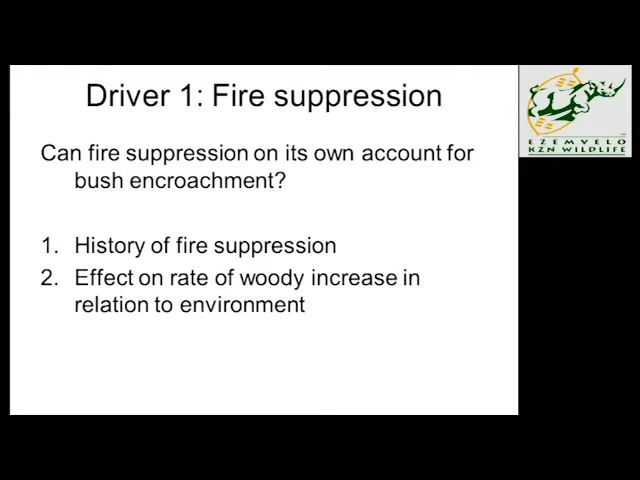 Driver 1: Fire suppression
Can fire suppression on its own account for
bush encroachment?
1. History of fire suppression
2. Effect on rate of woody increase in
relation to environment
EZEMVELO
KZN WILDLIFE